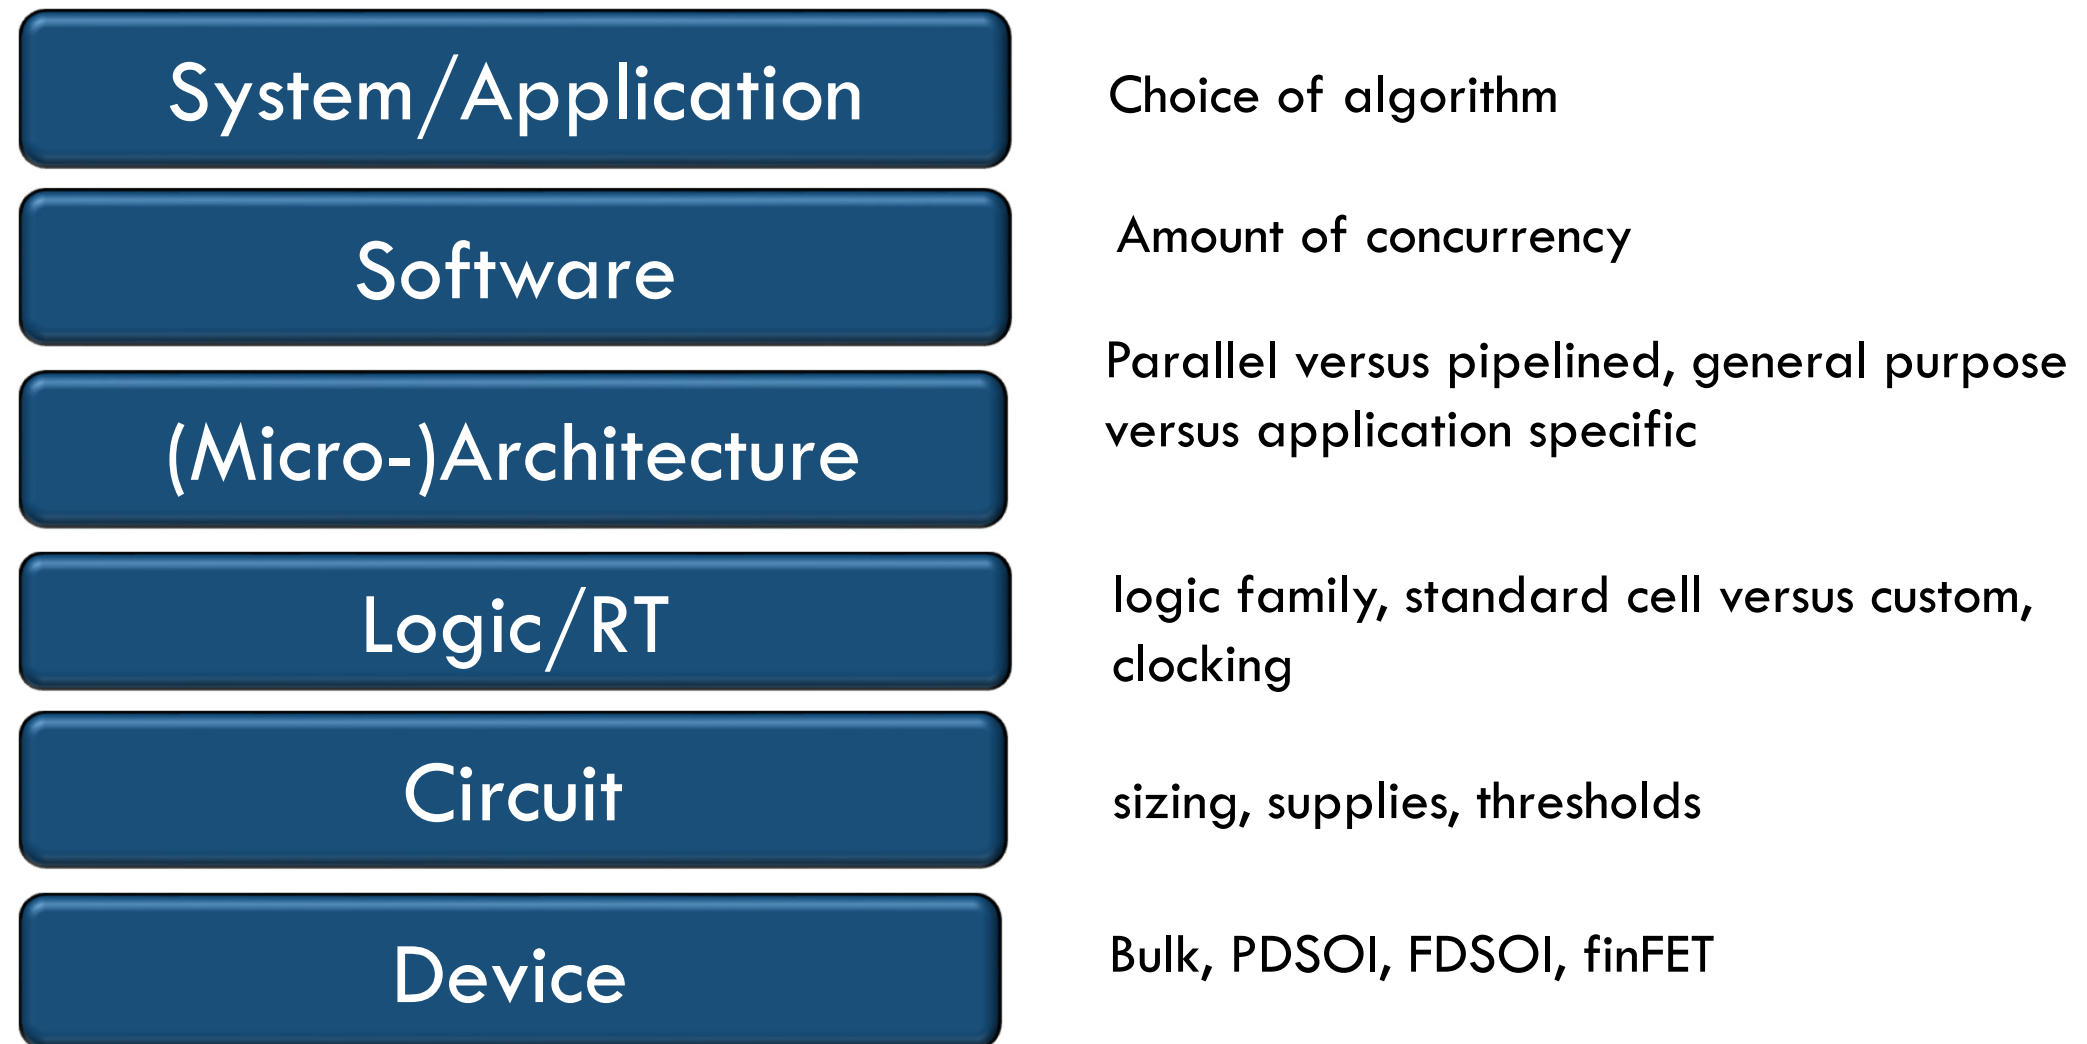 System/Application
Choice of algorithm
Software
Amount of concurrency
(Micro-)Architecture
Parallel versus pipelined, general purpose
versus application specific
Logic/RT
logic family, standard cell versus custom,
clocking
Circuit
sizing, supplies, thresholds
Device
Bulk, PDSOI, FDSOI, finFET